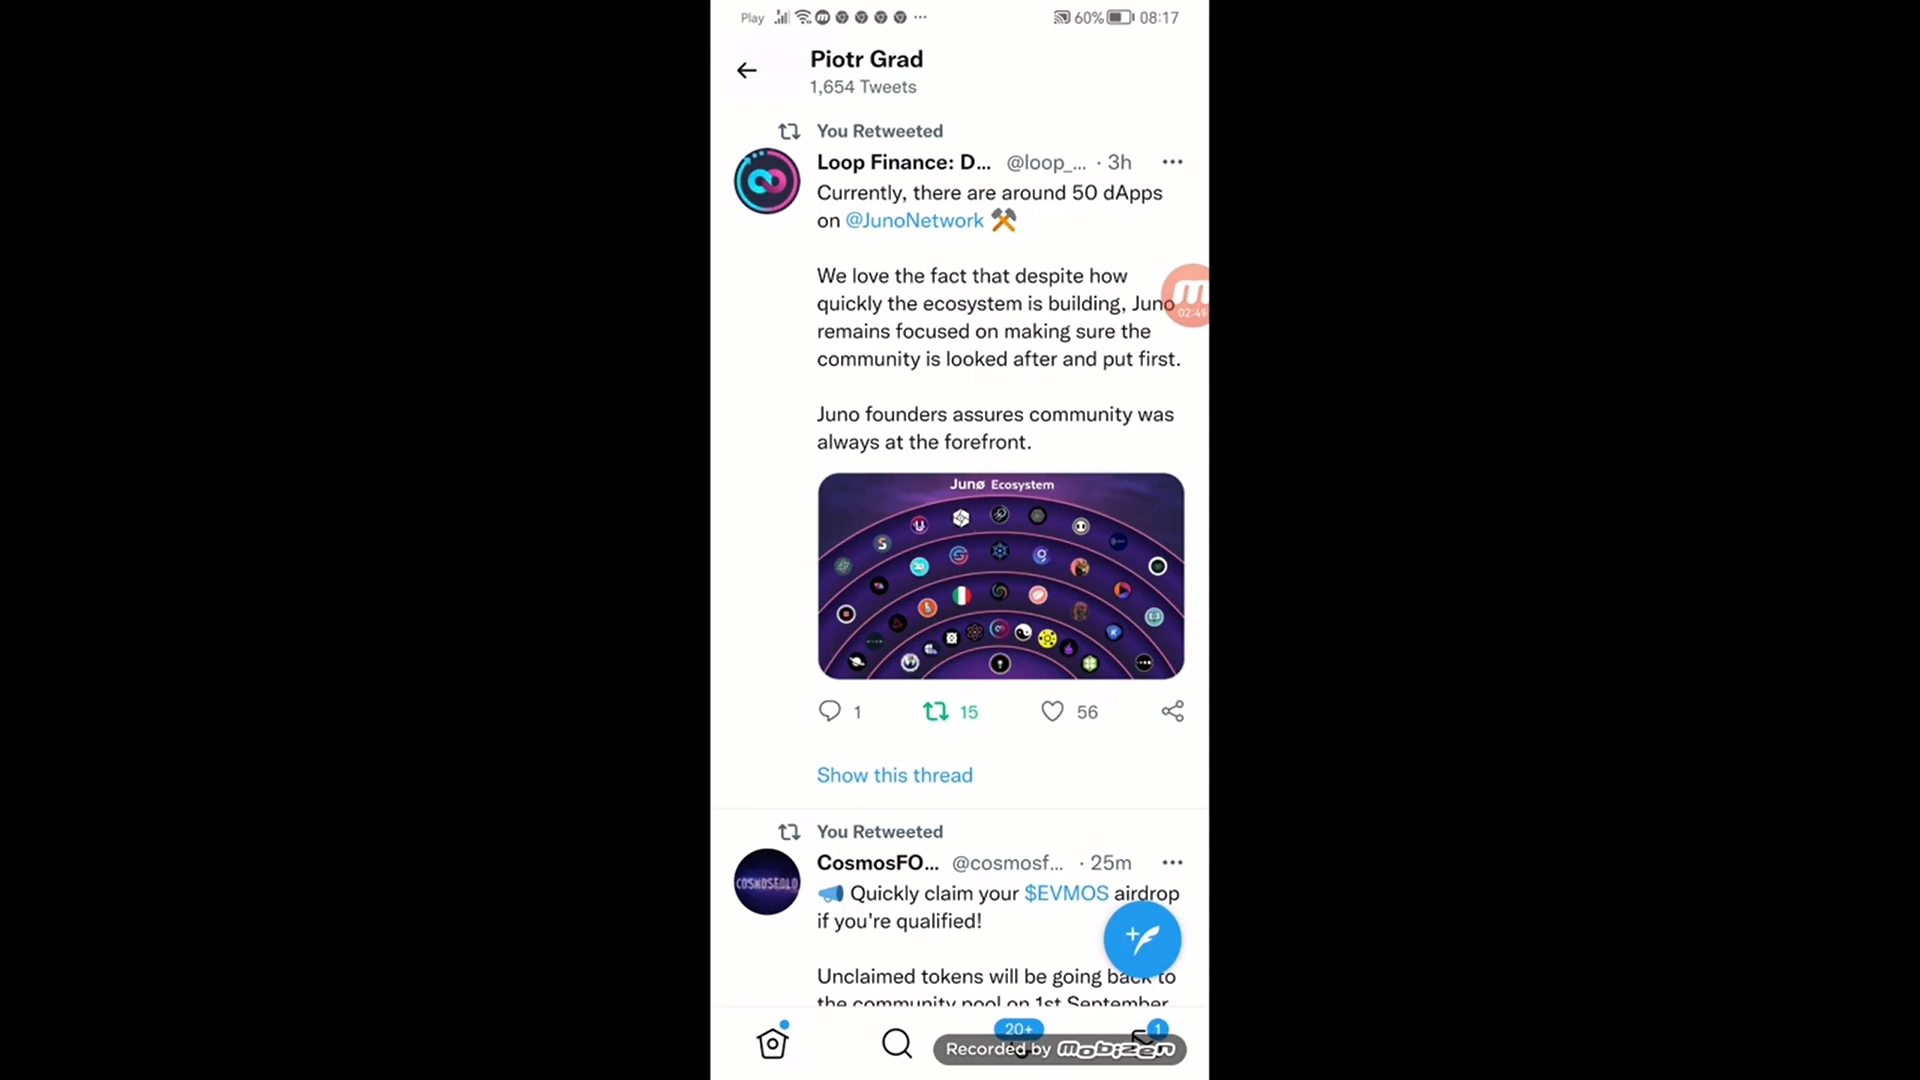 Play
60%
08:17
Piotr Grad
1,654 Tweets
You Retweeted
Loop Finance: D... @loop_... · 3h
Currently, there are around 50 dApps
on @JunoNetwork
We love the fact that despite how
quickly the ecosystem is building, Juno
remains focused on making sure the
community is looked after and put first.
02:49
Juno founders assures community was
always at the forefront.
Junø Ecosystem
1
15
56
Show this thread
You Retweeted
CosmosFO... @cosmosf... · 25m
COSMOSFOLO
Quickly claim your $EVMOS airdrop
if you're qualified!
Unclaimed tokens will be going back to
the community pool on 1st September
20+
1
Recorded by mobizen